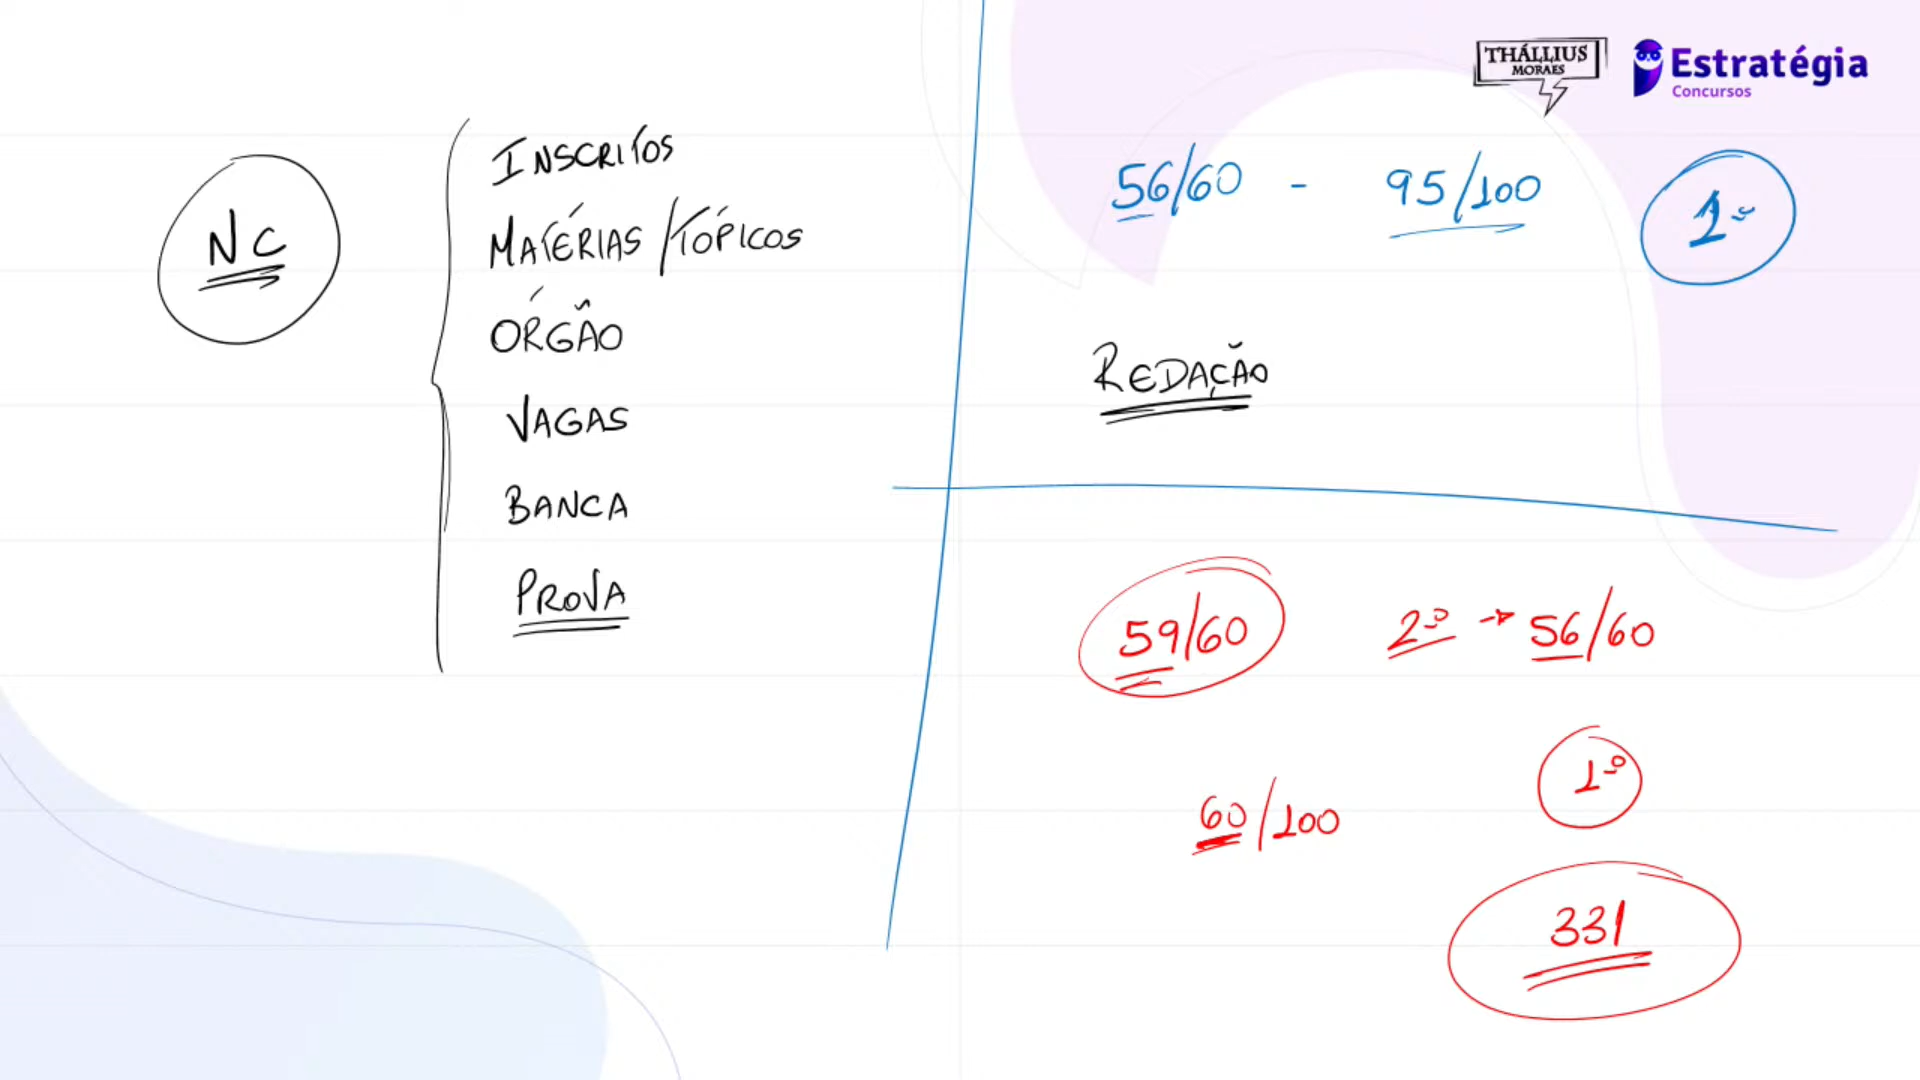 THÁLLIUS
MORAES
Estratégia
Concursos
NC
INSCRITOS
MATÉRIAS/TÓPICOS
ÓRGÃO
VAGAS
BANCA
PROVA
56/60 - 95/100 1º
REDAÇÃO
59/60 2º → 56/60
1º
60/100
331